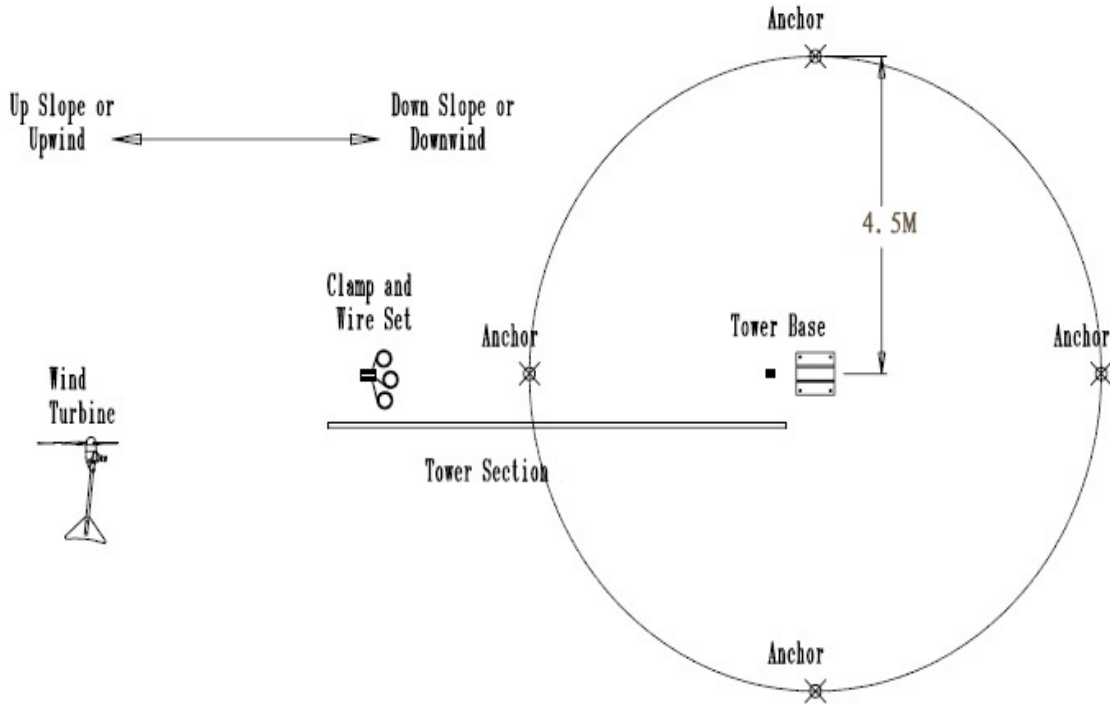 Anchor
Up Slope or
Upwind
Down Slope or
Downwind
4.5M
Clamp and
Wire Set
Anchor
Tower Base
Anchor
Wind
Turbine
Tower Section
Anchor